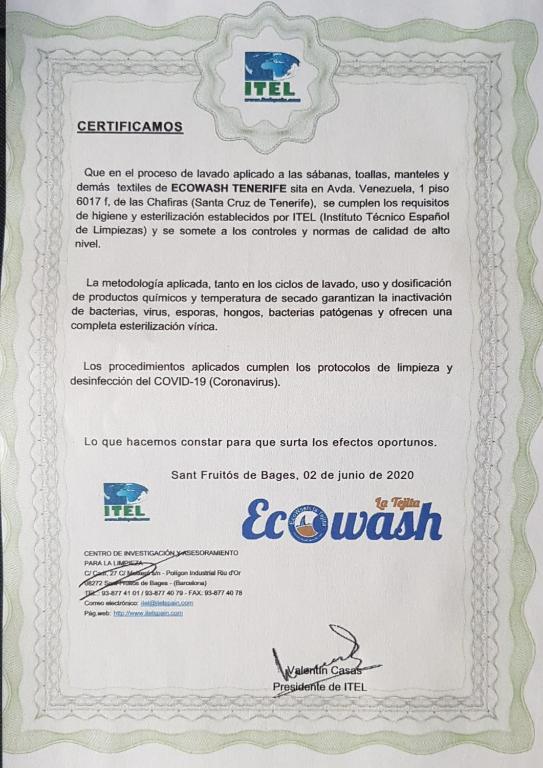 ITEL
www.itelspain.com
CERTIFICAMOS
Que en el proceso de lavado aplicado a las sábanas, toallas, manteles y
demás textiles de ECOWASH TENERIFE sita en Avda. Venezuela, 1 piso
6017 f, de las Chafiras (Santa Cruz de Tenerife), se cumplen los requisitos
de higiene y esterilización establecidos por ITEL (Instituto Técnico Español
de Limpiezas) y se somete a los controles y normas de calidad de alto
nivel.
La metodología aplicada, tanto en los ciclos de lavado, uso y dosificación
de productos químicos y temperatura de secado garantizan la inactivación
de bacterias, virus, esporas, hongos, bacterias patógenas y ofrecen una
completa esterilización vírica.
Los procedimientos aplicados cumplen los protocolos de limpieza y
desinfección del COVID-19 (Coronavirus).
Lo que hacemos constar para que surta los efectos oportunos.
Sant Fruitós de Bages, 02 de junio de 2020
ITEL
www.itelspain.com
La Tejita
Ecowash
CENTRO DE INVESTIGACIÓN Y ASESORAMIENTO
PARA LA LIMPIEZA
C/ 27 C/ s/n - Polígon Industrial Riu d'Or
08272 Sant Fruitós de Bages - (Barcelona)
TEL.: 93-877 41 01 / 93-877 40 79 - FAX: 93-877 40 78
Correo electrónico: itel@itelspain.com
Pág.web: http://www.itelspain.com
Valentín Casas
Presidente de ITEL